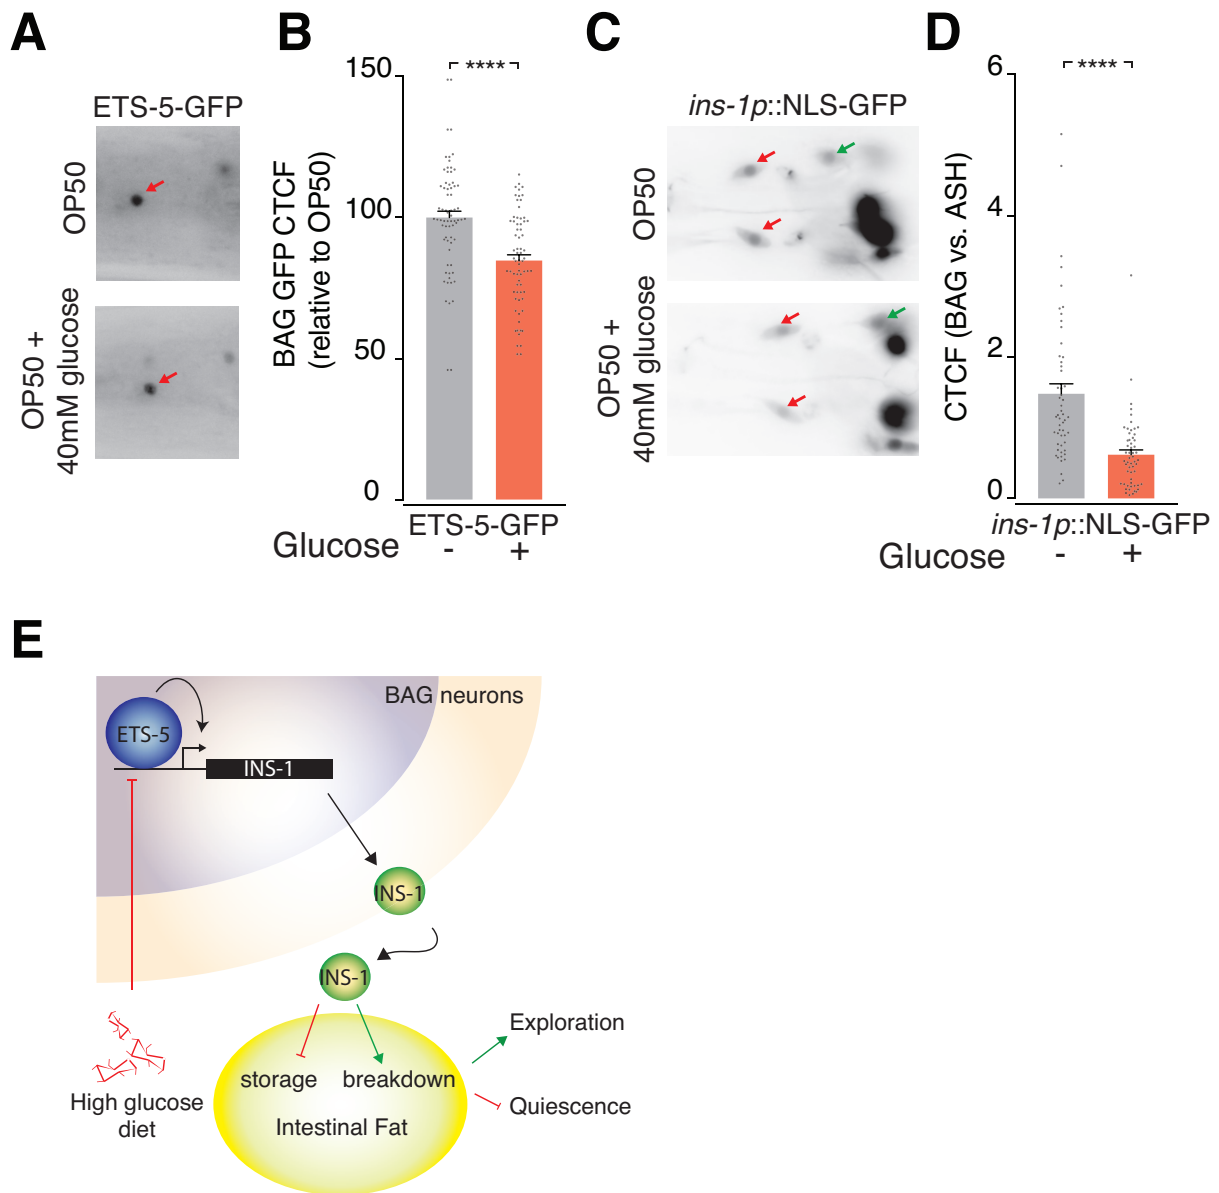 A
ETS-5-GFP
OP50
OP50 +
40mM glucose
B
BAG GFP CTCF
(relative to OP50)
150
100
50
0
****
ETS-5-GFP
Glucose - +
C
ins-1p::NLS-GFP
OP50
OP50 +
40mM glucose
D
CTCF (BAG vs. ASH)
6
4
2
0
****
ins-1p::NLS-GFP
Glucose - +
E
BAG neurons
ETS-5
INS-1
INS-1
INS-1
High glucose
diet
storage breakdown
Intestinal Fat
Exploration
Quiescence